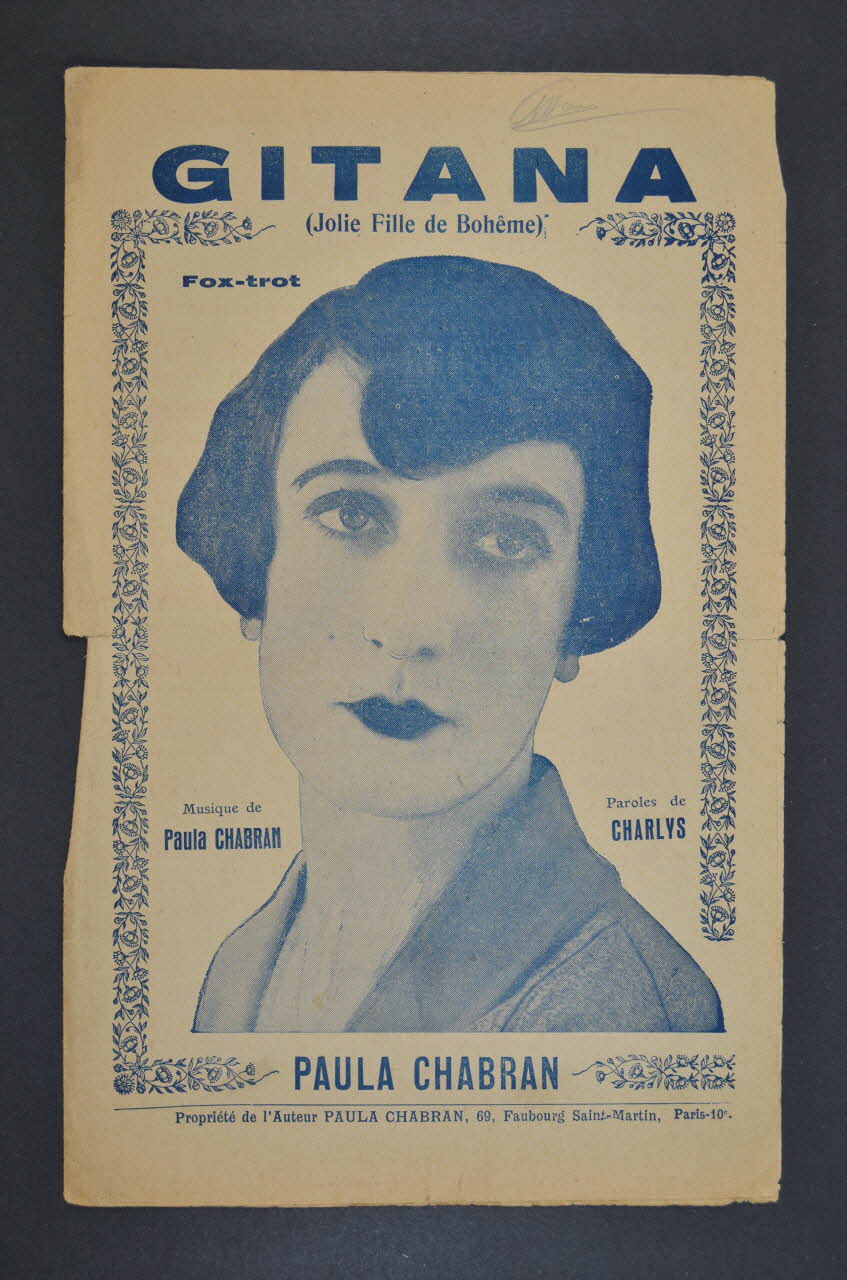 GITANA
(Jolie Fille de Bohême)
Fox-trot
Musique de
Paula CHABRAN
Paroles de
CHARLYS
PAULA CHABRAN
Propriété de l'Auteur PAULA CHABRAN, 69, Faubourg Saint-Martin, Paris-10e.